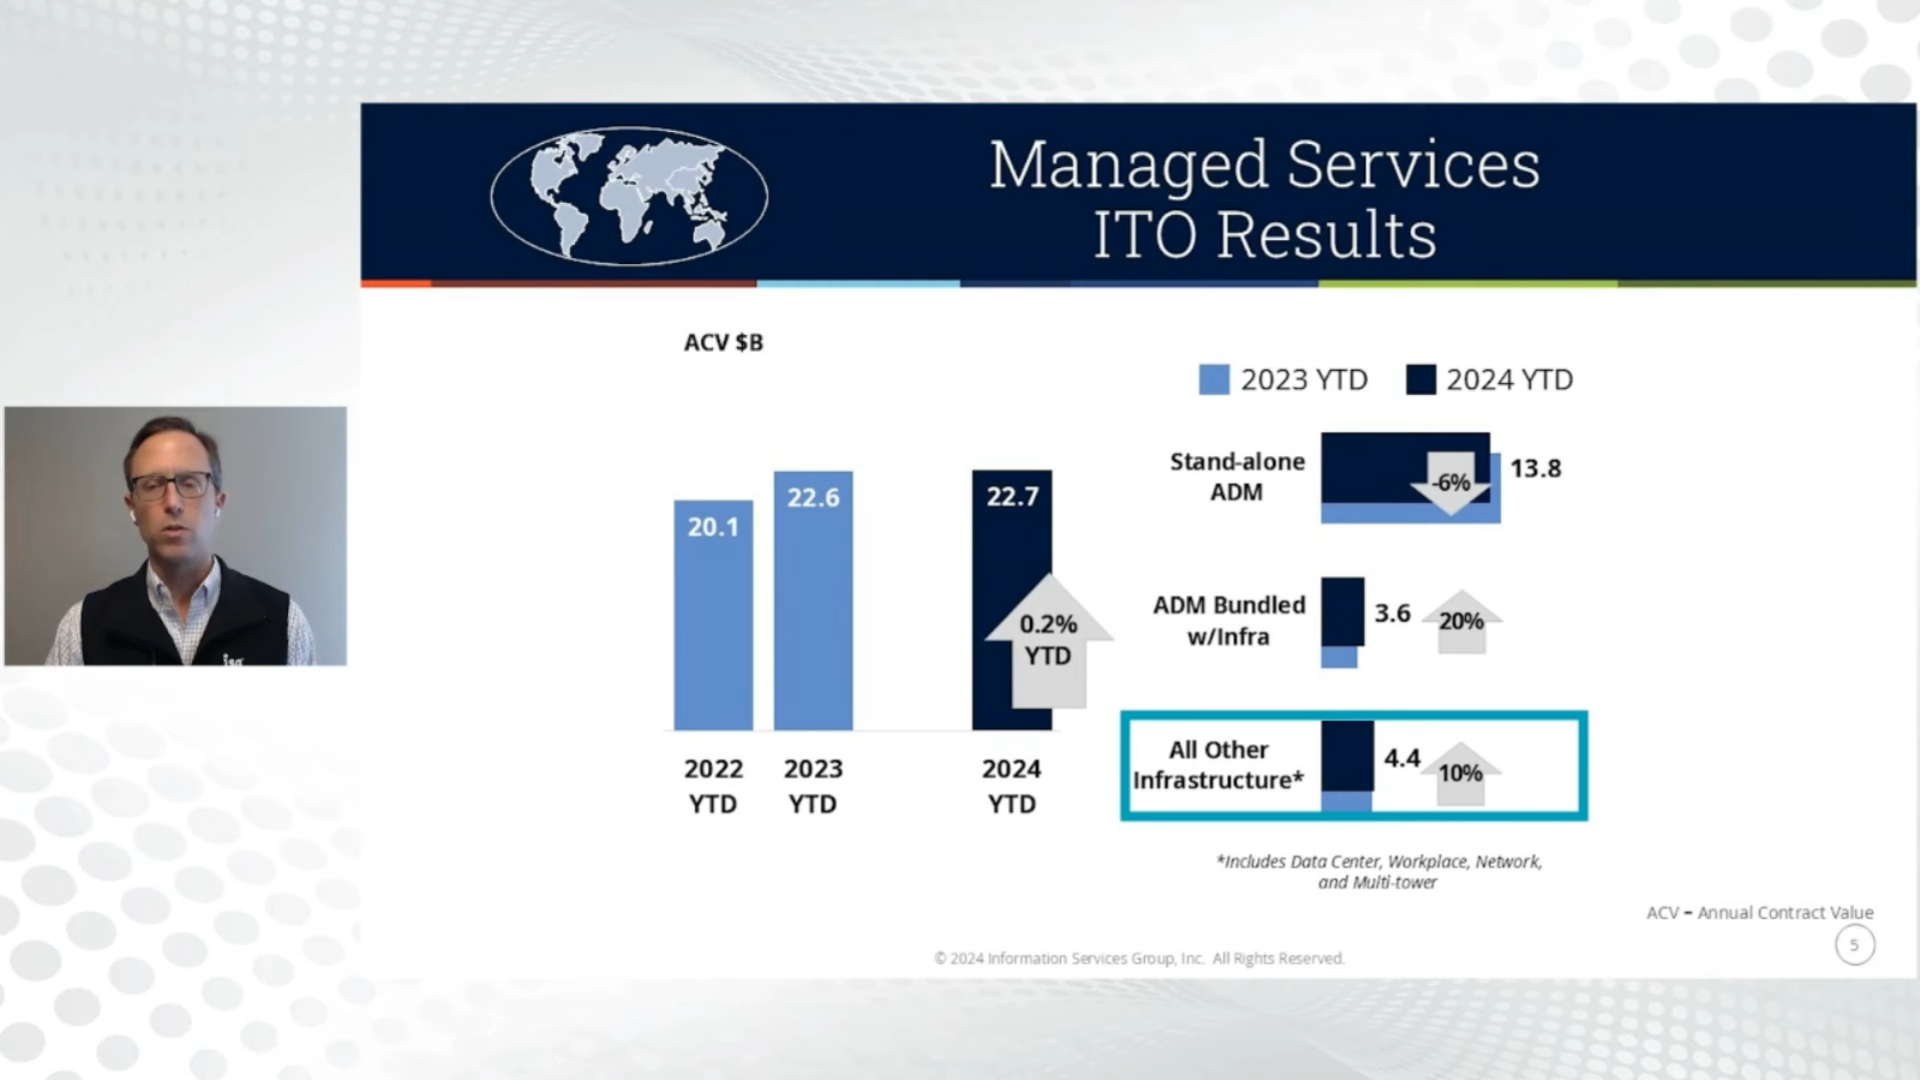 Managed Services
ITO Results
ACV $B
20.1
22.6
22.7
0.2%
YTD
2022
YTD
2023
YTD
2024
YTD
2023 YTD
2024 YTD
Stand-alone
ADM
-6%
13.8
ADM Bundled
w/Infra
3.6
20%
All Other
Infrastructure*
4.4
10%
*Includes Data Center, Workplace, Network,
and Multi-tower
ACV – Annual Contract Value
5
© 2024 Information Services Group, Inc. All Rights Reserved.